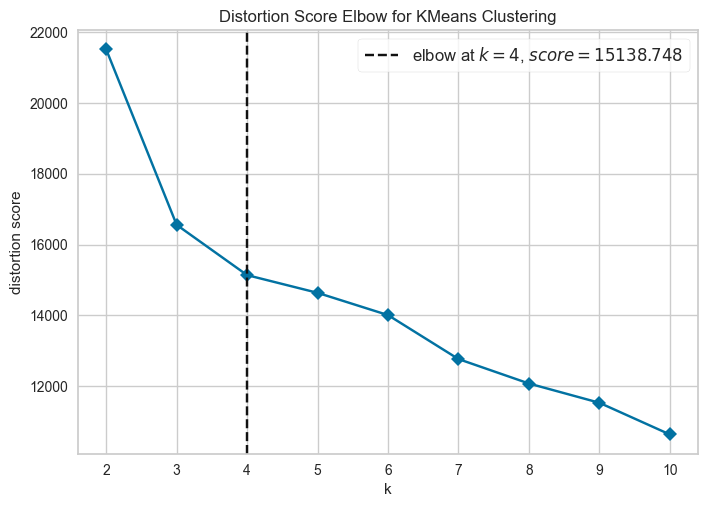 Distortion Score Elbow for KMeans Clustering
elbow at k = 4, score = 15138.748
22000
20000
18000
16000
14000
12000
distortion score
2 3 4 5 6 7 8 9 10
k